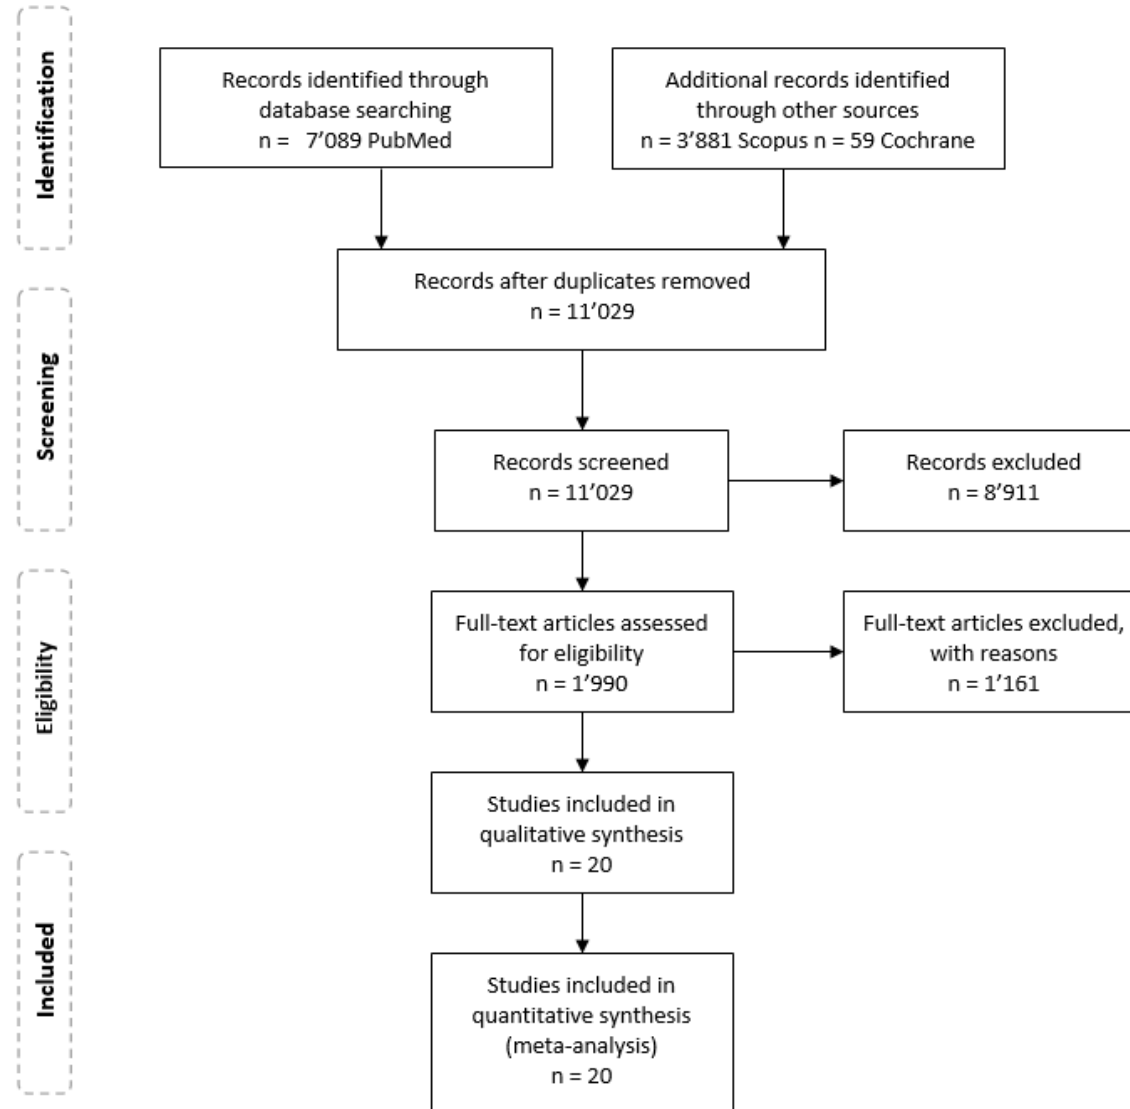 Identification
Records identified through
database searching
n =   7’089 PubMed
Additional records identified
through other sources
n = 3’881 Scopus n = 59 Cochrane
Records after duplicates removed
n = 11’029
Screening
Records screened
n = 11’029
Records excluded
n = 8’911
Eligibility
Full-text articles assessed
for eligibility
n = 1’990
Full-text articles excluded,
with reasons
n = 1’161
Studies included in
qualitative synthesis
n = 20
Included
Studies included in
quantitative synthesis
(meta-analysis)
n = 20